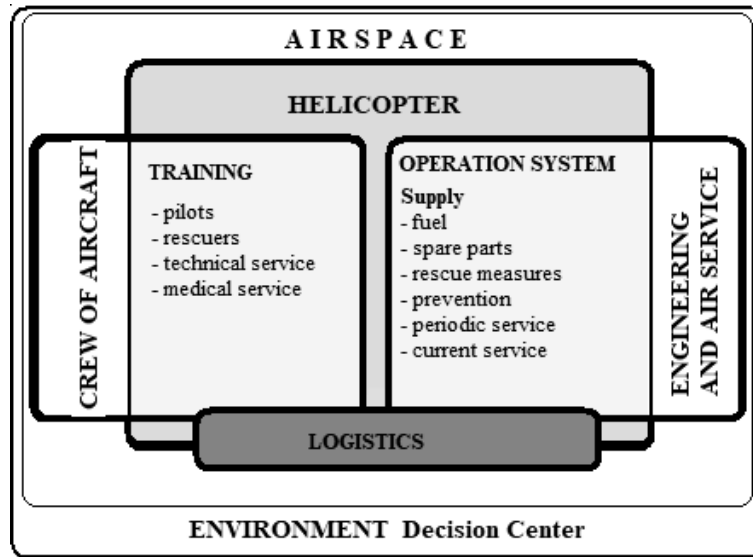 AIRSPACE
HELICOPTER
CREW OF AIRCRAFT
TRAINING
- pilots
- rescuers
- technical service
- medical service
OPERATION SYSTEM
Supply
- fuel
- spare parts
- rescue measures
- prevention
- periodic service
- current service
ENGINEERING
AND AIR SERVICE
LOGISTICS
ENVIRONMENT Decision Center